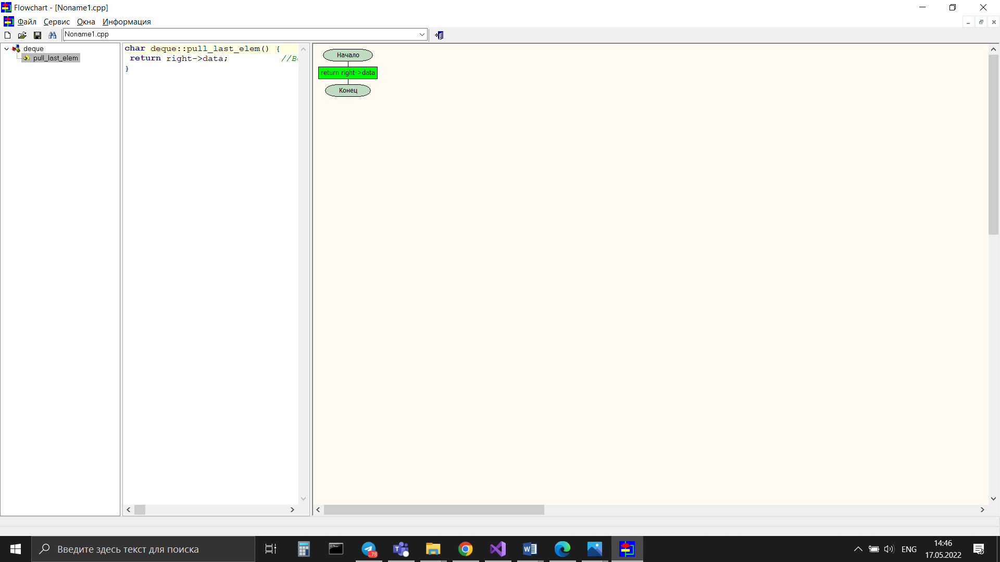 Flowchart - [Noname1.cpp]
Файл Сервис Окна Информация
Noname1.cpp
deque
pull_last_elem
char deque::pull_last_elem() {
return right->data; //В
}
Начало
return right->data
Конец
Введите здесь текст для поиска
..78
ENG
14:46
17.05.2022